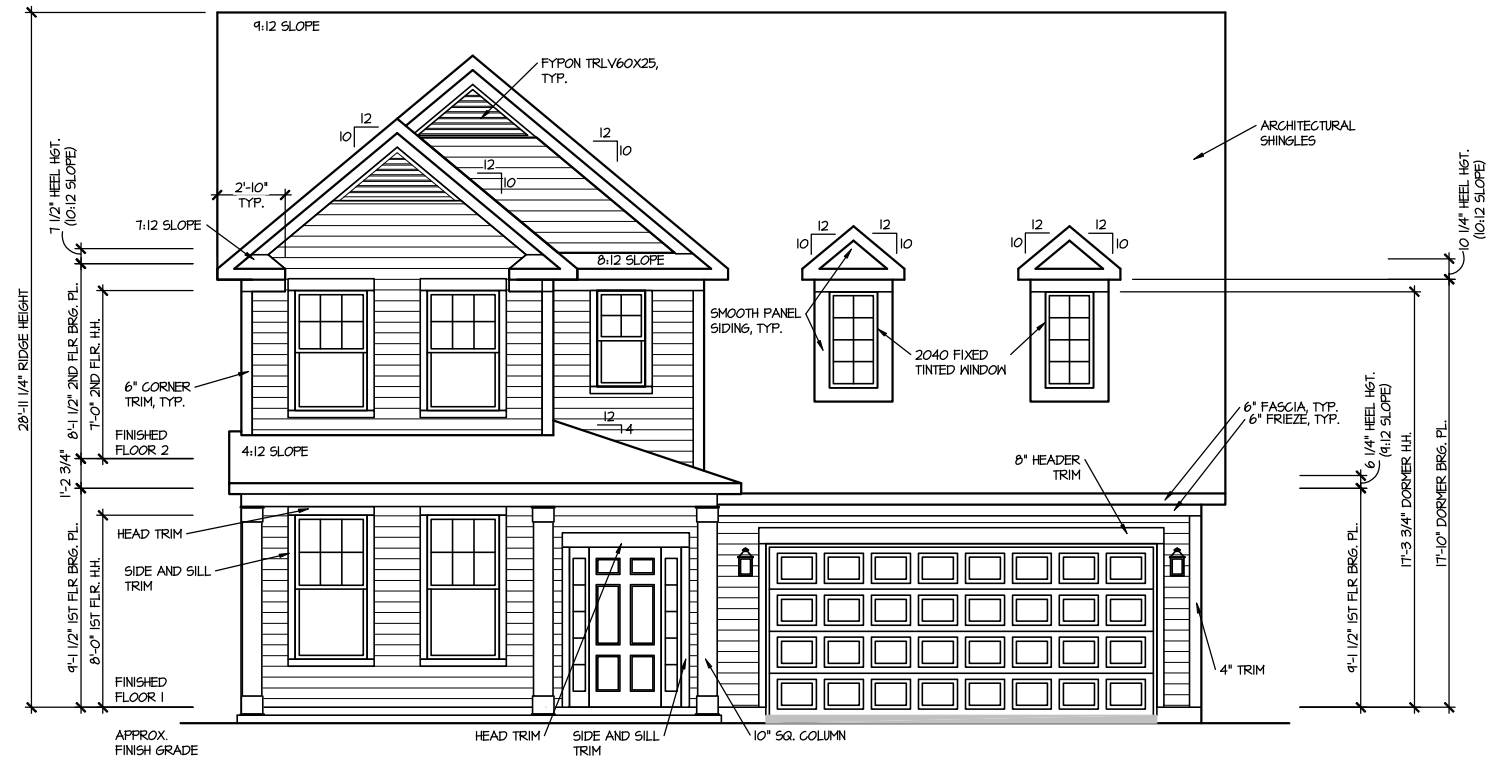 9:12 SLOPE
FYPON TRLV60X25,
TYP.
12
10
12
10
12
10
ARCHITECTURAL
SHINGLES
7 1/2" HEEL HGT.
(10:12 SLOPE)
2'-10"
TYP.
7:12 SLOPE
8:12 SLOPE
12
10
12
10
12
10
12
10
10 1/4" HEEL HGT.
(10:12 SLOPE)
28'-11 1/4" RIDGE HEIGHT
8'-1 1/2" 2ND FLR BRG. PL.
7'-0" 2ND FLR. H.H.
SMOOTH PANEL
SIDING, TYP.
2040 FIXED
TINTED WINDOW
6" CORNER
TRIM, TYP.
6" FASCIA, TYP.
6" FRIEZE, TYP.
6 1/4" HEEL HGT.
(9:12 SLOPE)
17'-3 3/4" DORMER H.H.
17'-10" DORMER BRG. PL.
12
4
FINISHED
FLOOR 2
4:12 SLOPE
8" HEADER
TRIM
1'-2 3/4"
HEAD TRIM
SIDE AND SILL
TRIM
9'-1 1/2" 1ST FLR BRG. PL.
8'-0" 1ST FLR. H.H.
9'-1 1/2" 1ST FLR BRG. PL.
4" TRIM
FINISHED
FLOOR 1
APPROX.
FINISH GRADE
HEAD TRIM
SIDE AND SILL
TRIM
10" SQ. COLUMN